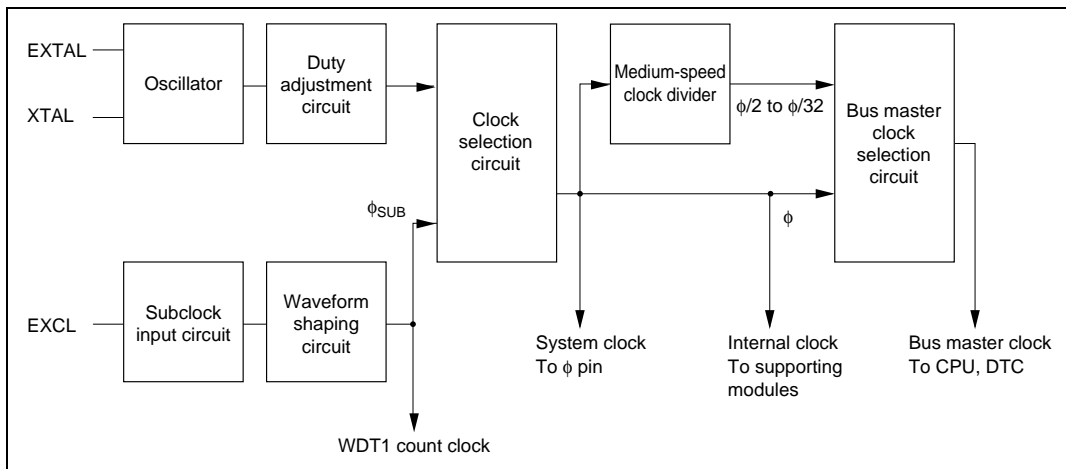 EXTAL
XTAL
Oscillator
Duty
adjustment
circuit
Clock
selection
circuit
Medium-speed
clock divider
ϕ/2 to ϕ/32
Bus master
clock
selection
circuit
ϕSUB
ϕ
EXCL
Subclock
input circuit
Waveform
shaping
circuit
System clock
To ϕ pin
Internal clock
To supporting
modules
Bus master clock
To CPU, DTC
WDT1 count clock